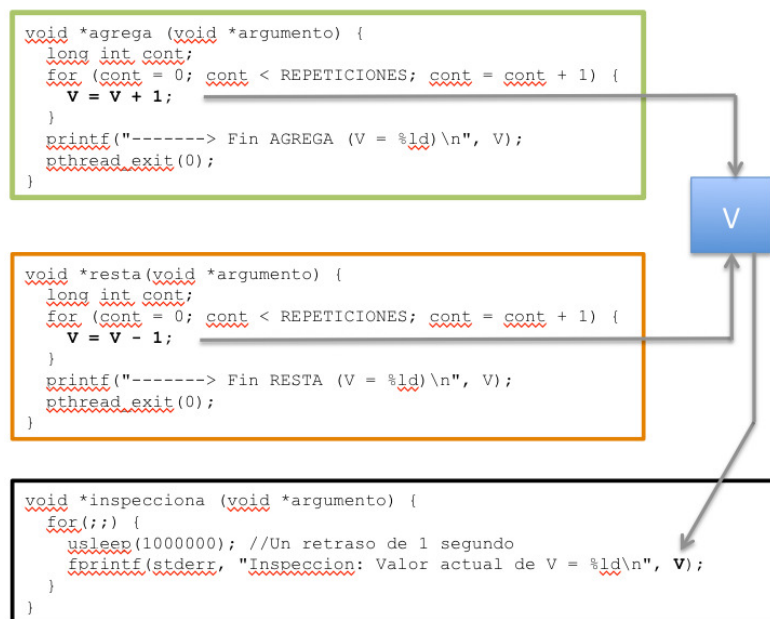 void *agrega (void *argumento) {
long int cont;
for (cont = 0; cont < REPETICIONES; cont = cont + 1) {
V = V + 1;
}
printf("-------> Fin AGREGA (V = %ld)\n", V);
pthread_exit(0);
}
V
void *resta(void *argumento) {
long int cont;
for (cont = 0; cont < REPETICIONES; cont = cont + 1) {
V = V - 1;
}
printf("-------> Fin RESTA (V = %ld)\n", V);
pthread_exit(0);
}
void *inspecciona (void *argumento) {
for(;;) {
usleep(1000000); //Un retraso de 1 segundo
fprintf(stderr, "Inspeccion: Valor actual de V = %ld\n", V);
}
}